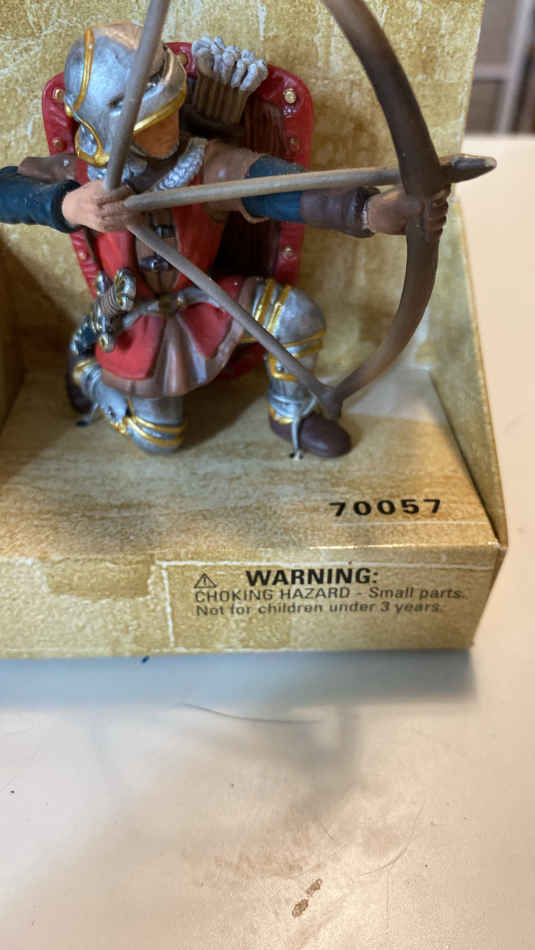 70057
WARNING:
CHOKING HAZARD - Small parts.
Not for children under 3 years.